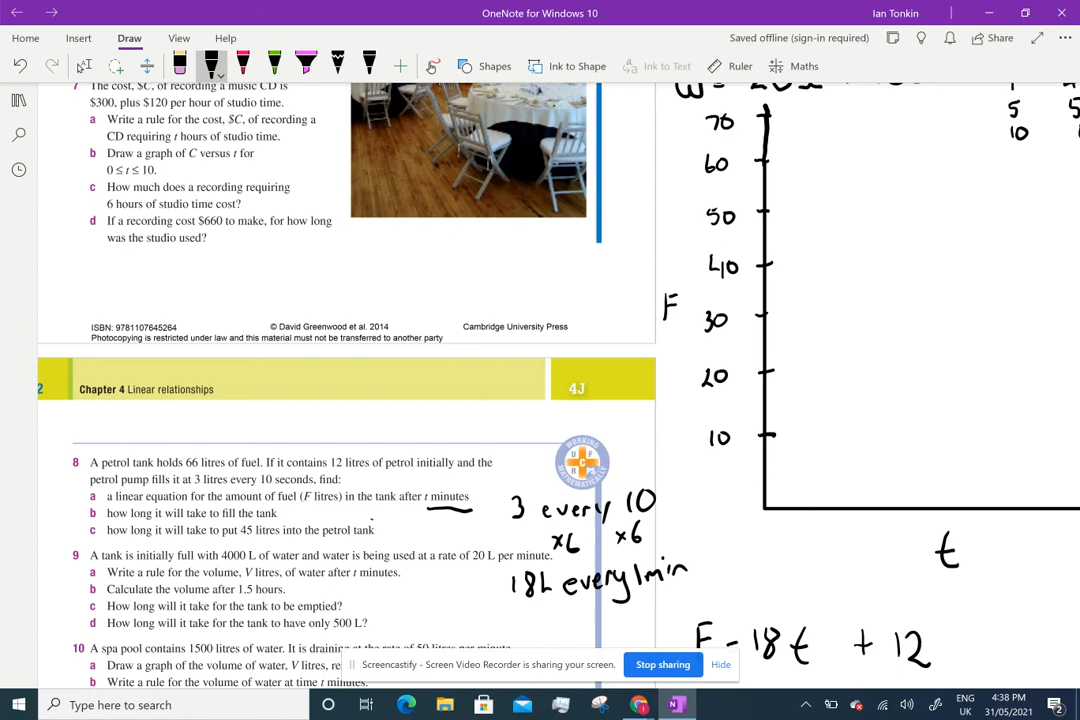 OneNote for Windows 10
Ian Tonkin
Home Insert Draw View Help
Saved offline (sign-in required)
Share
Shapes
Ink to Shape
Ink to Text
Ruler
Maths
7 The cost, $C, of recording a music CD is
$300, plus $120 per hour of studio time.
a Write a rule for the cost, $C, of recording a
CD requiring t hours of studio time.
b Draw a graph of C versus t for
0 ≤ t ≤ 10.
c How much does a recording requiring
6 hours of studio time cost?
d If a recording cost $660 to make, for how long
was the studio used?
ISBN: 9781107645264 © David Greenwood et al. 2014 Cambridge University Press
Photocopying is restricted under law and this material must not be transferred to another party
2 Chapter 4 Linear relationships 4J
WORKING
U F
C
R PS
MATHEMATICALLY
8 A petrol tank holds 66 litres of fuel. If it contains 12 litres of petrol initially and the
petrol pump fills it at 3 litres every 10 seconds, find:
a a linear equation for the amount of fuel (F litres) in the tank after t minutes
b how long it will take to fill the tank
c how long it will take to put 45 litres into the petrol tank
9 A tank is initially full with 4000 L of water and water is being used at a rate of 20 L per minute.
a Write a rule for the volume, V litres, of water after t minutes.
b Calculate the volume after 1.5 hours.
c How long will it take for the tank to be emptied?
d How long will it take for the tank to have only 500 L?
10 A spa pool contains 1500 litres of water. It is draining at the rate of 50 litres per minute.
a Draw a graph of the volume of water, V litres, re
b Write a rule for the volume of water at time t minutes.
3 every 10
×6 ×6
18L every 1min
5 5
10
70
60
50
40
F 30
20
10
t
F = 18t + 12
Screencastify - Screen Video Recorder is sharing your screen.
Stop sharing
Hide
Type here to search
ENG
UK
4:38 PM
31/05/2021
2